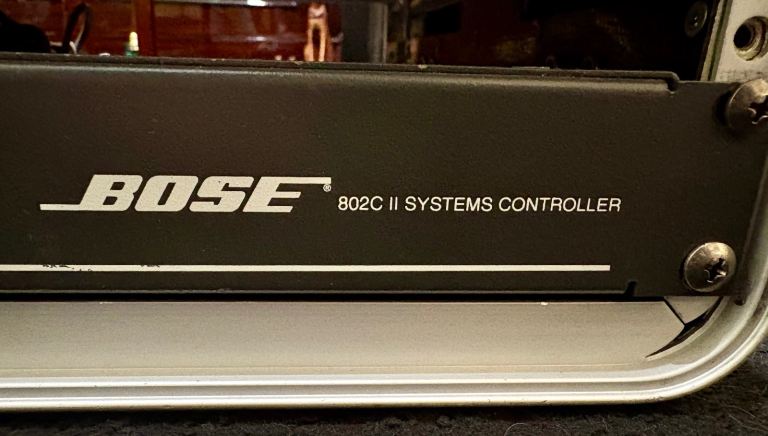 BOSE® 802C II SYSTEMS CONTROLLER